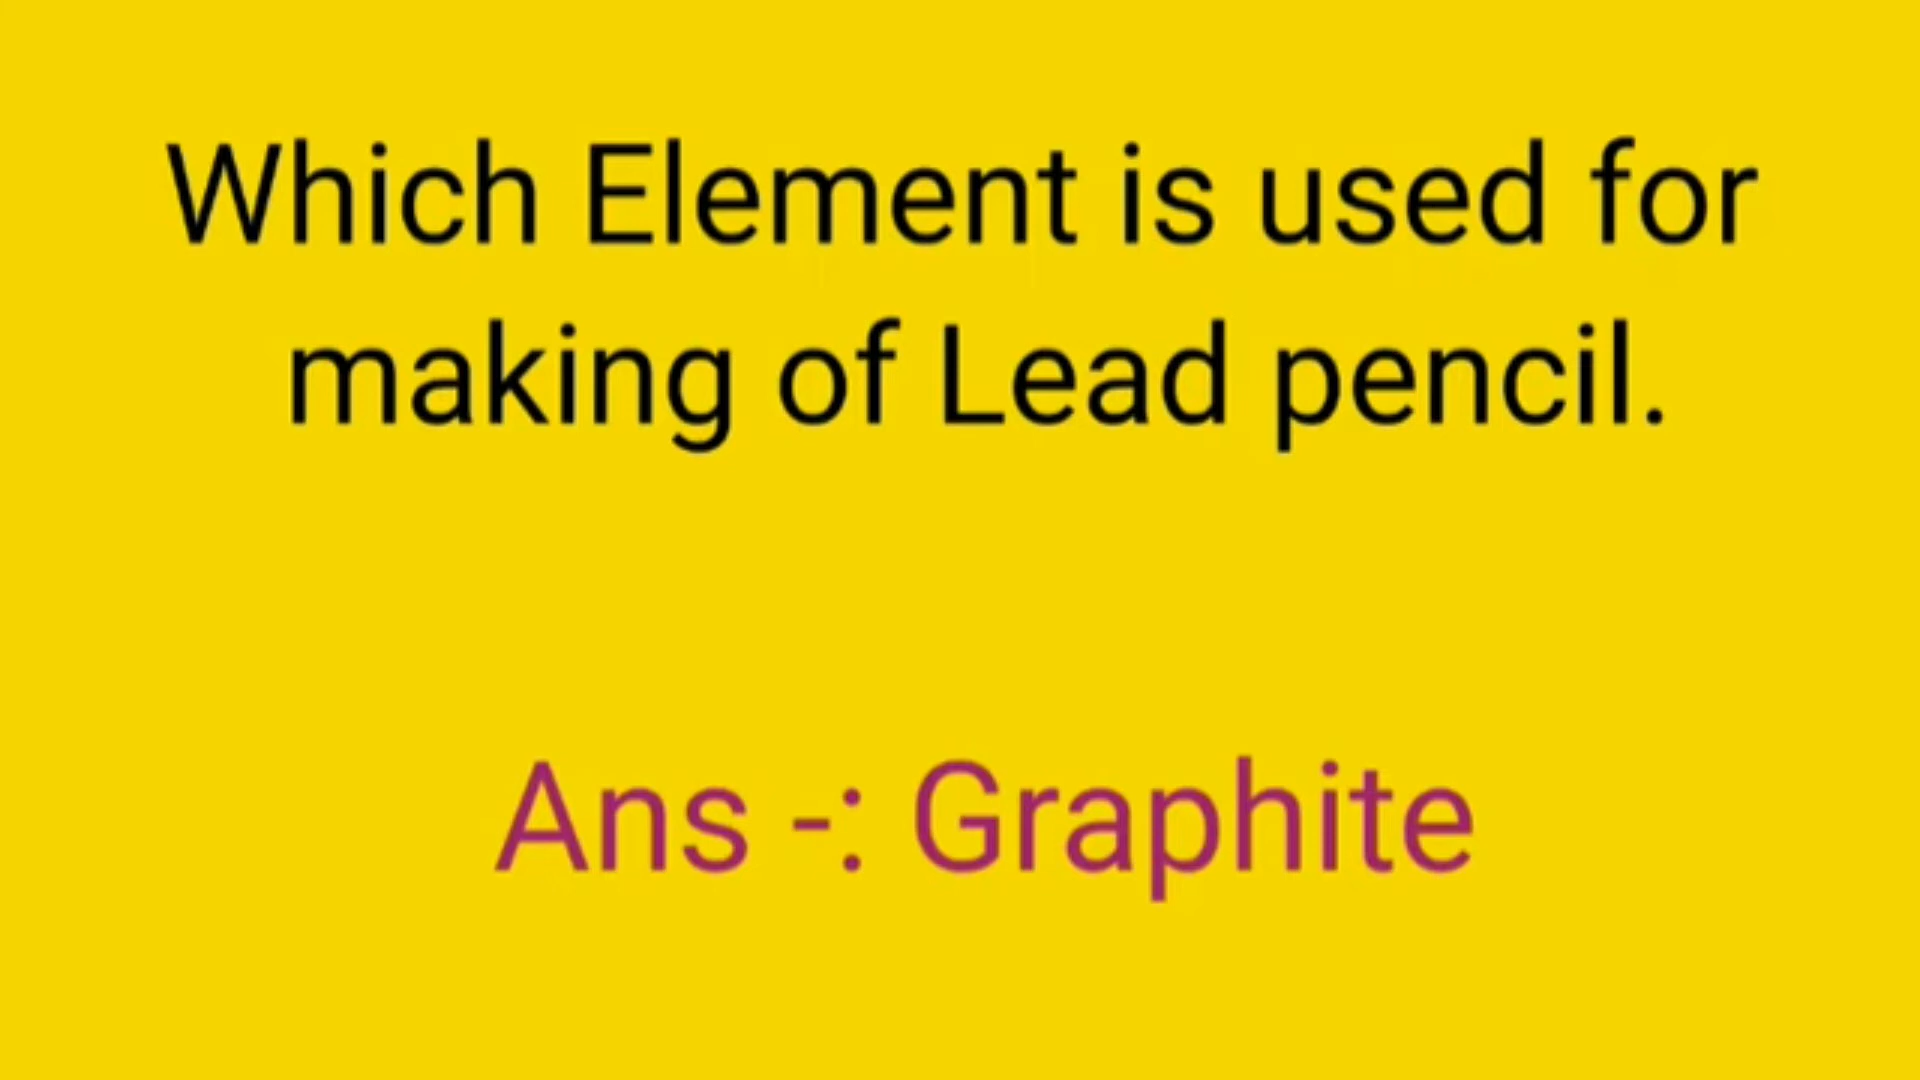 Which Element is used for
making of Lead pencil.
Ans -: Graphite